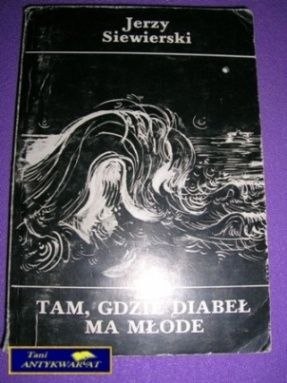 Jerzy
Siewierski
TAM, GDZIE DIABEŁ
MA MŁODE
Tani
ANTYKWARIAT